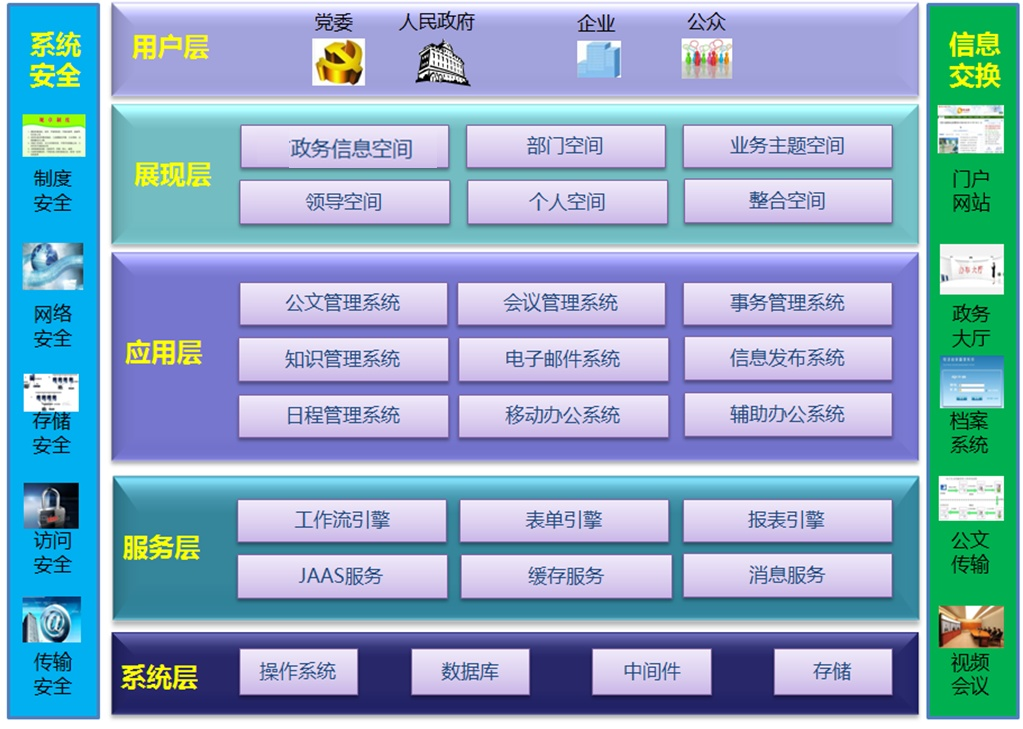 系统
安全
制度
安全
网络
安全
存储
安全
访问
安全
传输
安全
用户层
党委
人民政府
企业
公众
展现层
政务信息空间
部门空间
业务主题空间
领导空间
个人空间
整合空间
应用层
公文管理系统
会议管理系统
事务管理系统
知识管理系统
电子邮件系统
信息发布系统
日程管理系统
移动办公系统
辅助办公系统
服务层
工作流引擎
表单引擎
报表引擎
JAAS服务
缓存服务
消息服务
系统层
操作系统
数据库
中间件
存储
信息
交换
门户
网站
政务
大厅
档案
系统
公文
传输
视频
会议